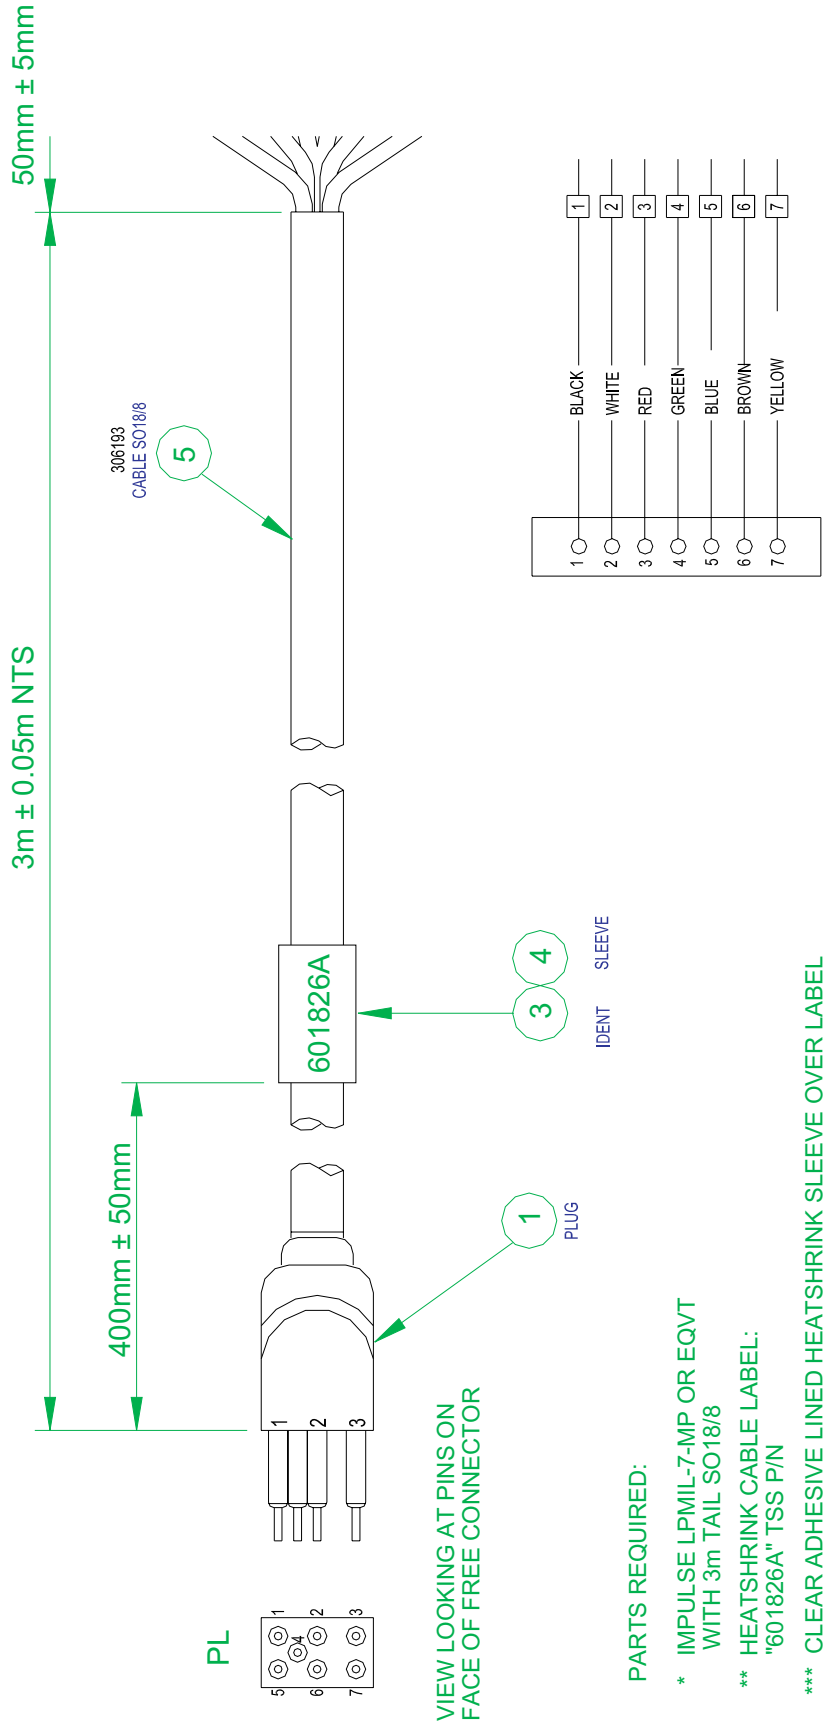 50mm ± 5mm
3m ± 0.05m NTS
306193
CABLE SO18/8
5
400mm ± 50mm
601826A
3
4
IDENT
SLEEVE
1
PLUG
1
2
3
PL
1
2
3
4
5
6
7
VIEW LOOKING AT PINS ON
FACE OF FREE CONNECTOR
1 BLACK 1
2 WHITE 2
3 RED 3
4 GREEN 4
5 BLUE 5
6 BROWN 6
7 YELLOW 7
PARTS REQUIRED:
* IMPULSE LPMIL-7-MP OR EQVT
WITH 3m TAIL SO18/8
** HEATSHRINK CABLE LABEL:
"601826A" TSS P/N
*** CLEAR ADHESIVE LINED HEATSHRINK SLEEVE OVER LABEL